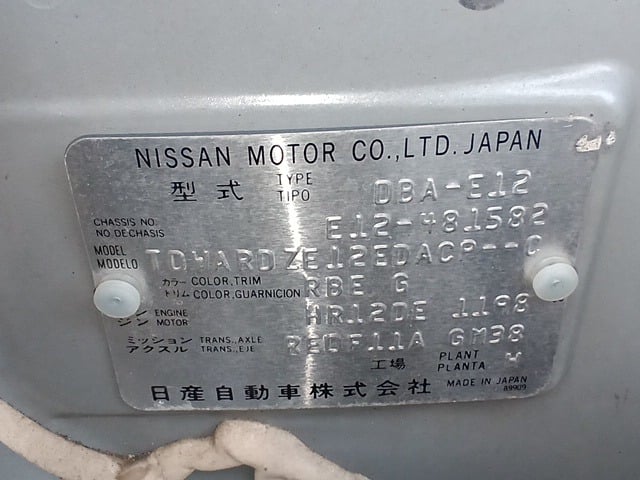 NISSAN MOTOR CO.,LTD. JAPAN
型式 TYPE TIPO DBA-E12
CHASSIS NO. NO. DE CHASIS E12-481582
MODEL MODELO TDWARDZE12EDACP--C
カラー COLOR, TRIM トリム COLOR, GUARNICION RBE G
ジン ENGINE MOTOR HR12DE 1198
ミッション TRANS., AXLE アクスル TRANS., EJE RE0F11A GM38
工場 PLANT PLANTA
日産自動車株式会社 MADE IN JAPAN A9909